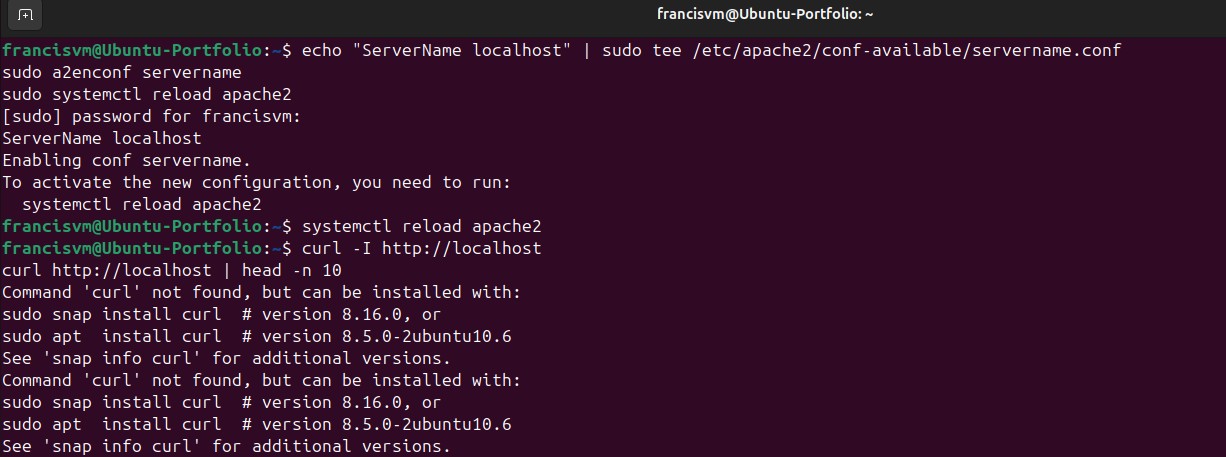 francisvm@Ubuntu-Portfolio: ~
francisvm@Ubuntu-Portfolio:~$ echo "ServerName localhost" | sudo tee /etc/apache2/conf-available/servername.conf
sudo a2enconf servername
sudo systemctl reload apache2
[sudo] password for francisvm:
ServerName localhost
Enabling conf servername.
To activate the new configuration, you need to run:
  systemctl reload apache2
francisvm@Ubuntu-Portfolio:~$ systemctl reload apache2
francisvm@Ubuntu-Portfolio:~$ curl -I http://localhost
curl http://localhost | head -n 10
Command 'curl' not found, but can be installed with:
sudo snap install curl  # version 8.16.0, or
sudo apt  install curl  # version 8.5.0-2ubuntu10.6
See 'snap info curl' for additional versions.
Command 'curl' not found, but can be installed with:
sudo snap install curl  # version 8.16.0, or
sudo apt  install curl  # version 8.5.0-2ubuntu10.6
See 'snap info curl' for additional versions.